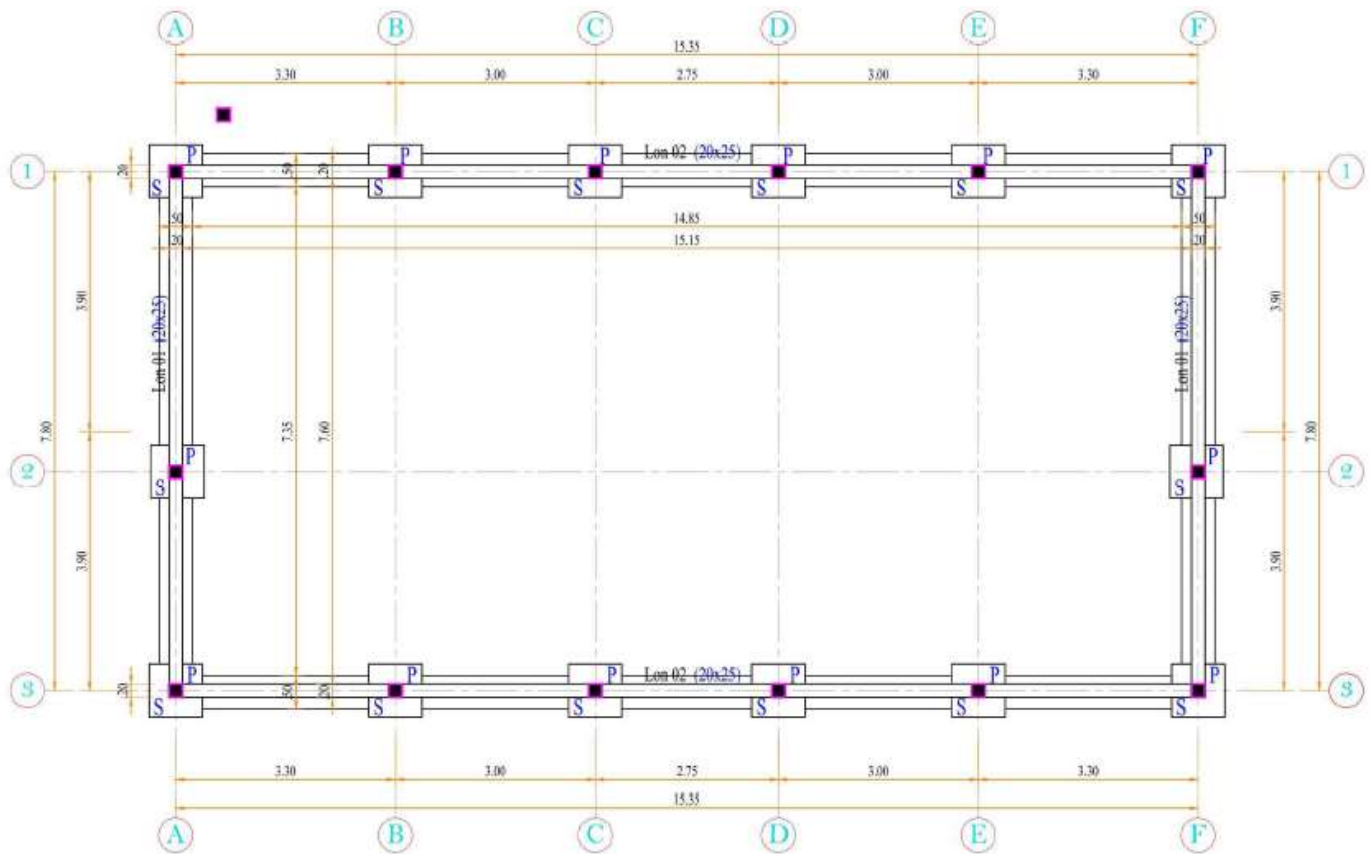 A B C D E F
15.35
3.30 3.00 2.75 3.00 3.30
P P P Lon 02 (20x25) P P P
1 20 50 20 1
S S S S S S
50 14.85 50
20 15.15 20
3.90 3.90
Lon 01 (20x25) Lon 01 (20x25)
7.80 7.35 7.60 7.80
P P
2 2
S S
3.90 3.90
P P P Lon 02 (20x25) P P P
3 20 50 20 3
S S S S S S
3.30 3.00 2.75 3.00 3.30
15.35
A B C D E F